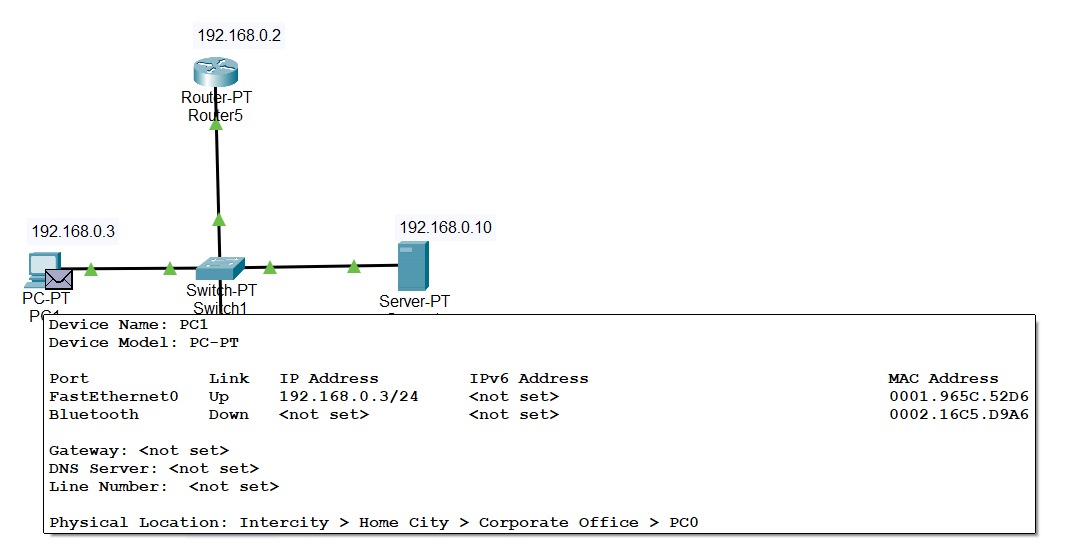 192.168.0.2
Router-PT
Router5
192.168.0.3
192.168.0.10
PC-PT
PC1
Switch-PT
Switch1
Server-PT
Device Name: PC1
Device Model: PC-PT
Port Link IP Address IPv6 Address MAC Address
FastEthernet0 Up 192.168.0.3/24 <not set> 0001.965C.52D6
Bluetooth Down <not set> <not set> 0002.16C5.D9A6
Gateway: <not set>
DNS Server: <not set>
Line Number: <not set>
Physical Location: Intercity > Home City > Corporate Office > PC0